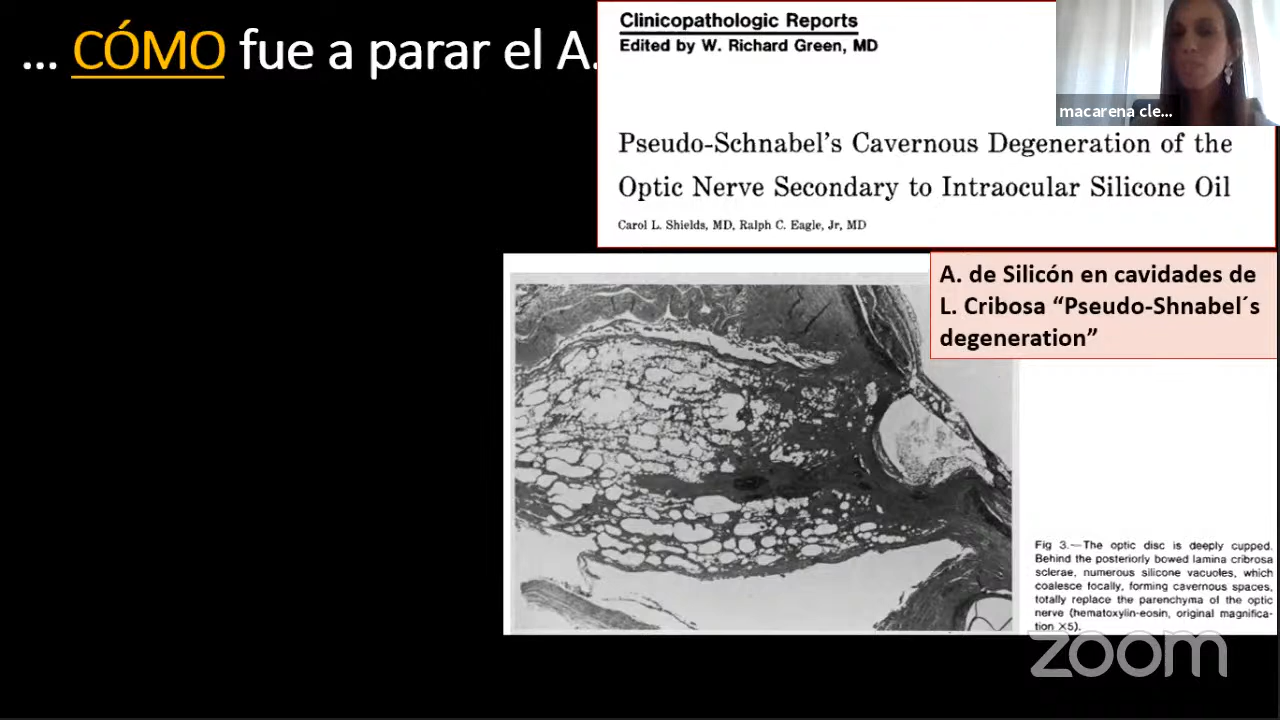 ... CÓMO fue a parar el A.
Clinicopathologic Reports
Edited by W. Richard Green, MD
macarena cle...
Pseudo-Schnabel's Cavernous Degeneration of the
Optic Nerve Secondary to Intraocular Silicone Oil
Carol L. Shields, MD, Ralph C. Eagle, Jr, MD
A. de Silicón en cavidades de
L. Cribosa “Pseudo-Shnabel´s
degeneration”
Fig 3.—The optic disc is deeply cupped.
Behind the posteriorly bowed lamina cribrosa
sclerae, numerous silicone vacuoles, which
coalesce focally, forming cavernous spaces,
totally replace the parenchyma of the optic
nerve (hematoxylin-eosin, original magnifica-
tion ×5).
zoom